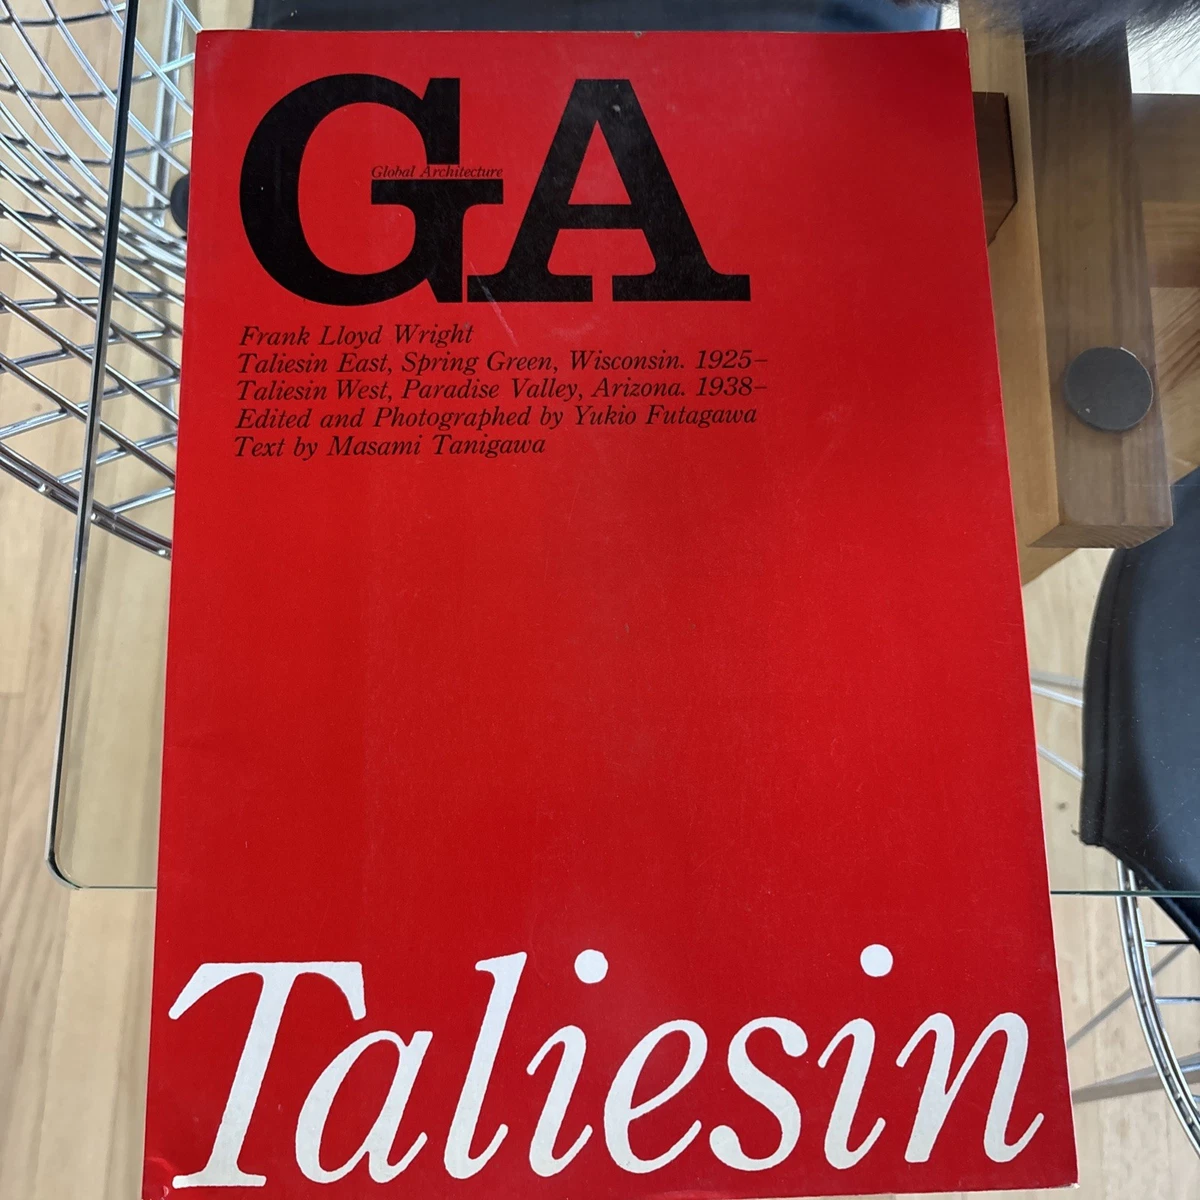 GA
Global Architecture
Frank Lloyd Wright
Taliesin East, Spring Green, Wisconsin. 1925–
Taliesin West, Paradise Valley, Arizona. 1938–
Edited and Photographed by Yukio Futagawa
Text by Masami Tanigawa
Taliesin